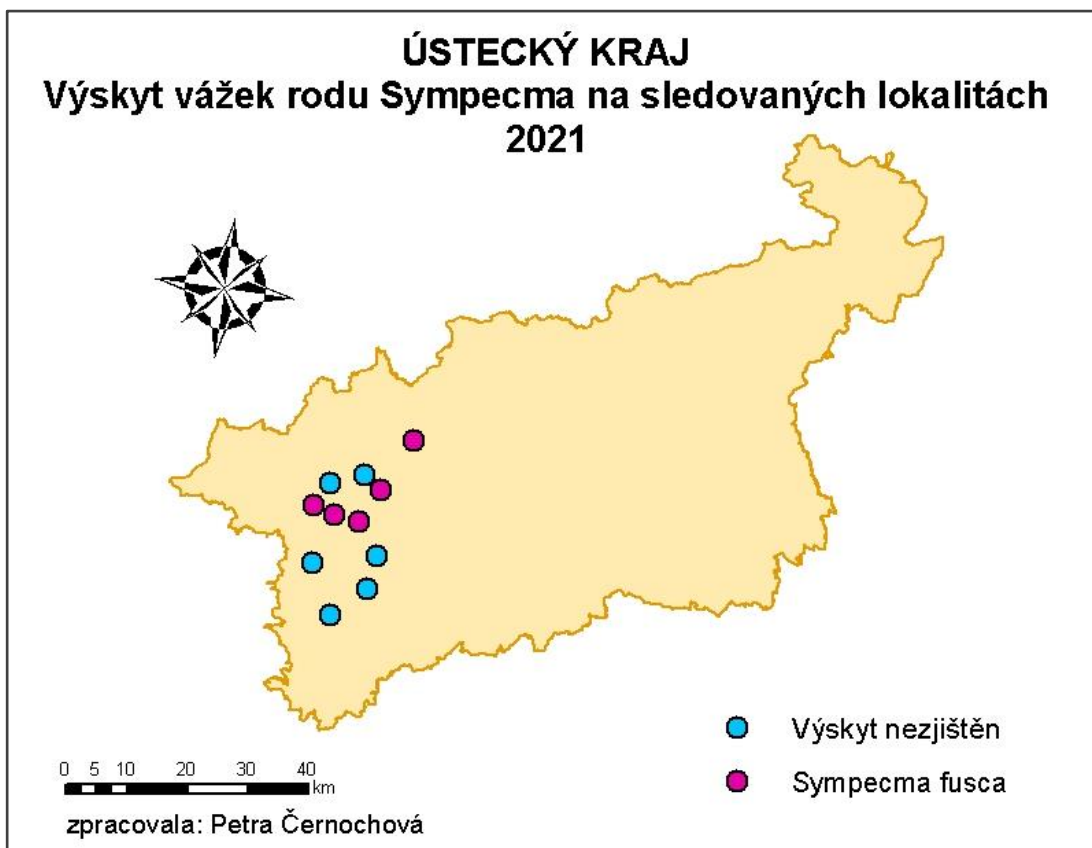 ÚSTECKÝ KRAJ
Výskyt vážek rodu Sympecma na sledovaných lokalitách
2021
Výskyt nezjištěn
Sympecma fusca
0 5 10 20 30 40
km
zpracovala: Petra Černochová